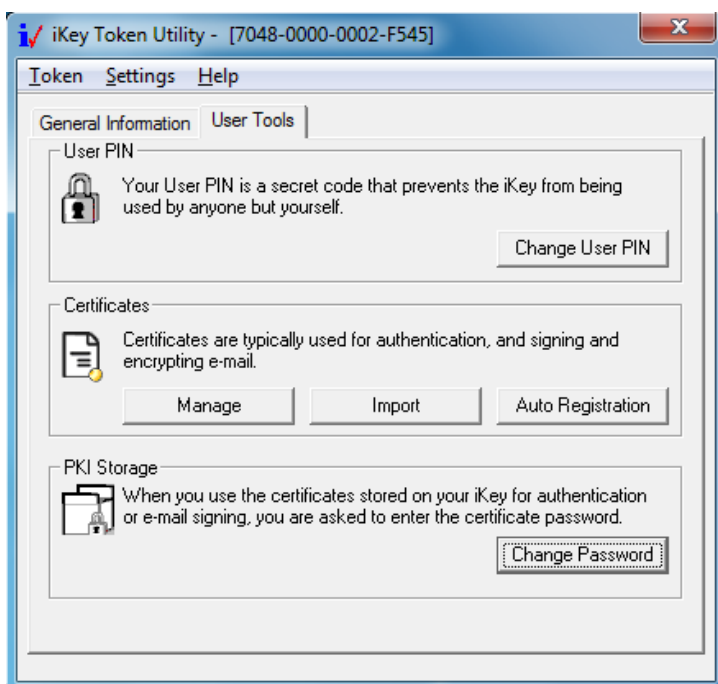 iKey Token Utility - [7048-0000-0002-F545]
Token Settings Help
General Information User Tools
User PIN
Your User PIN is a secret code that prevents the iKey from being
used by anyone but yourself.
Change User PIN
Certificates
Certificates are typically used for authentication, and signing and
encrypting e-mail.
Manage Import Auto Registration
PKI Storage
When you use the certificates stored on your iKey for authentication
or e-mail signing, you are asked to enter the certificate password.
Change Password